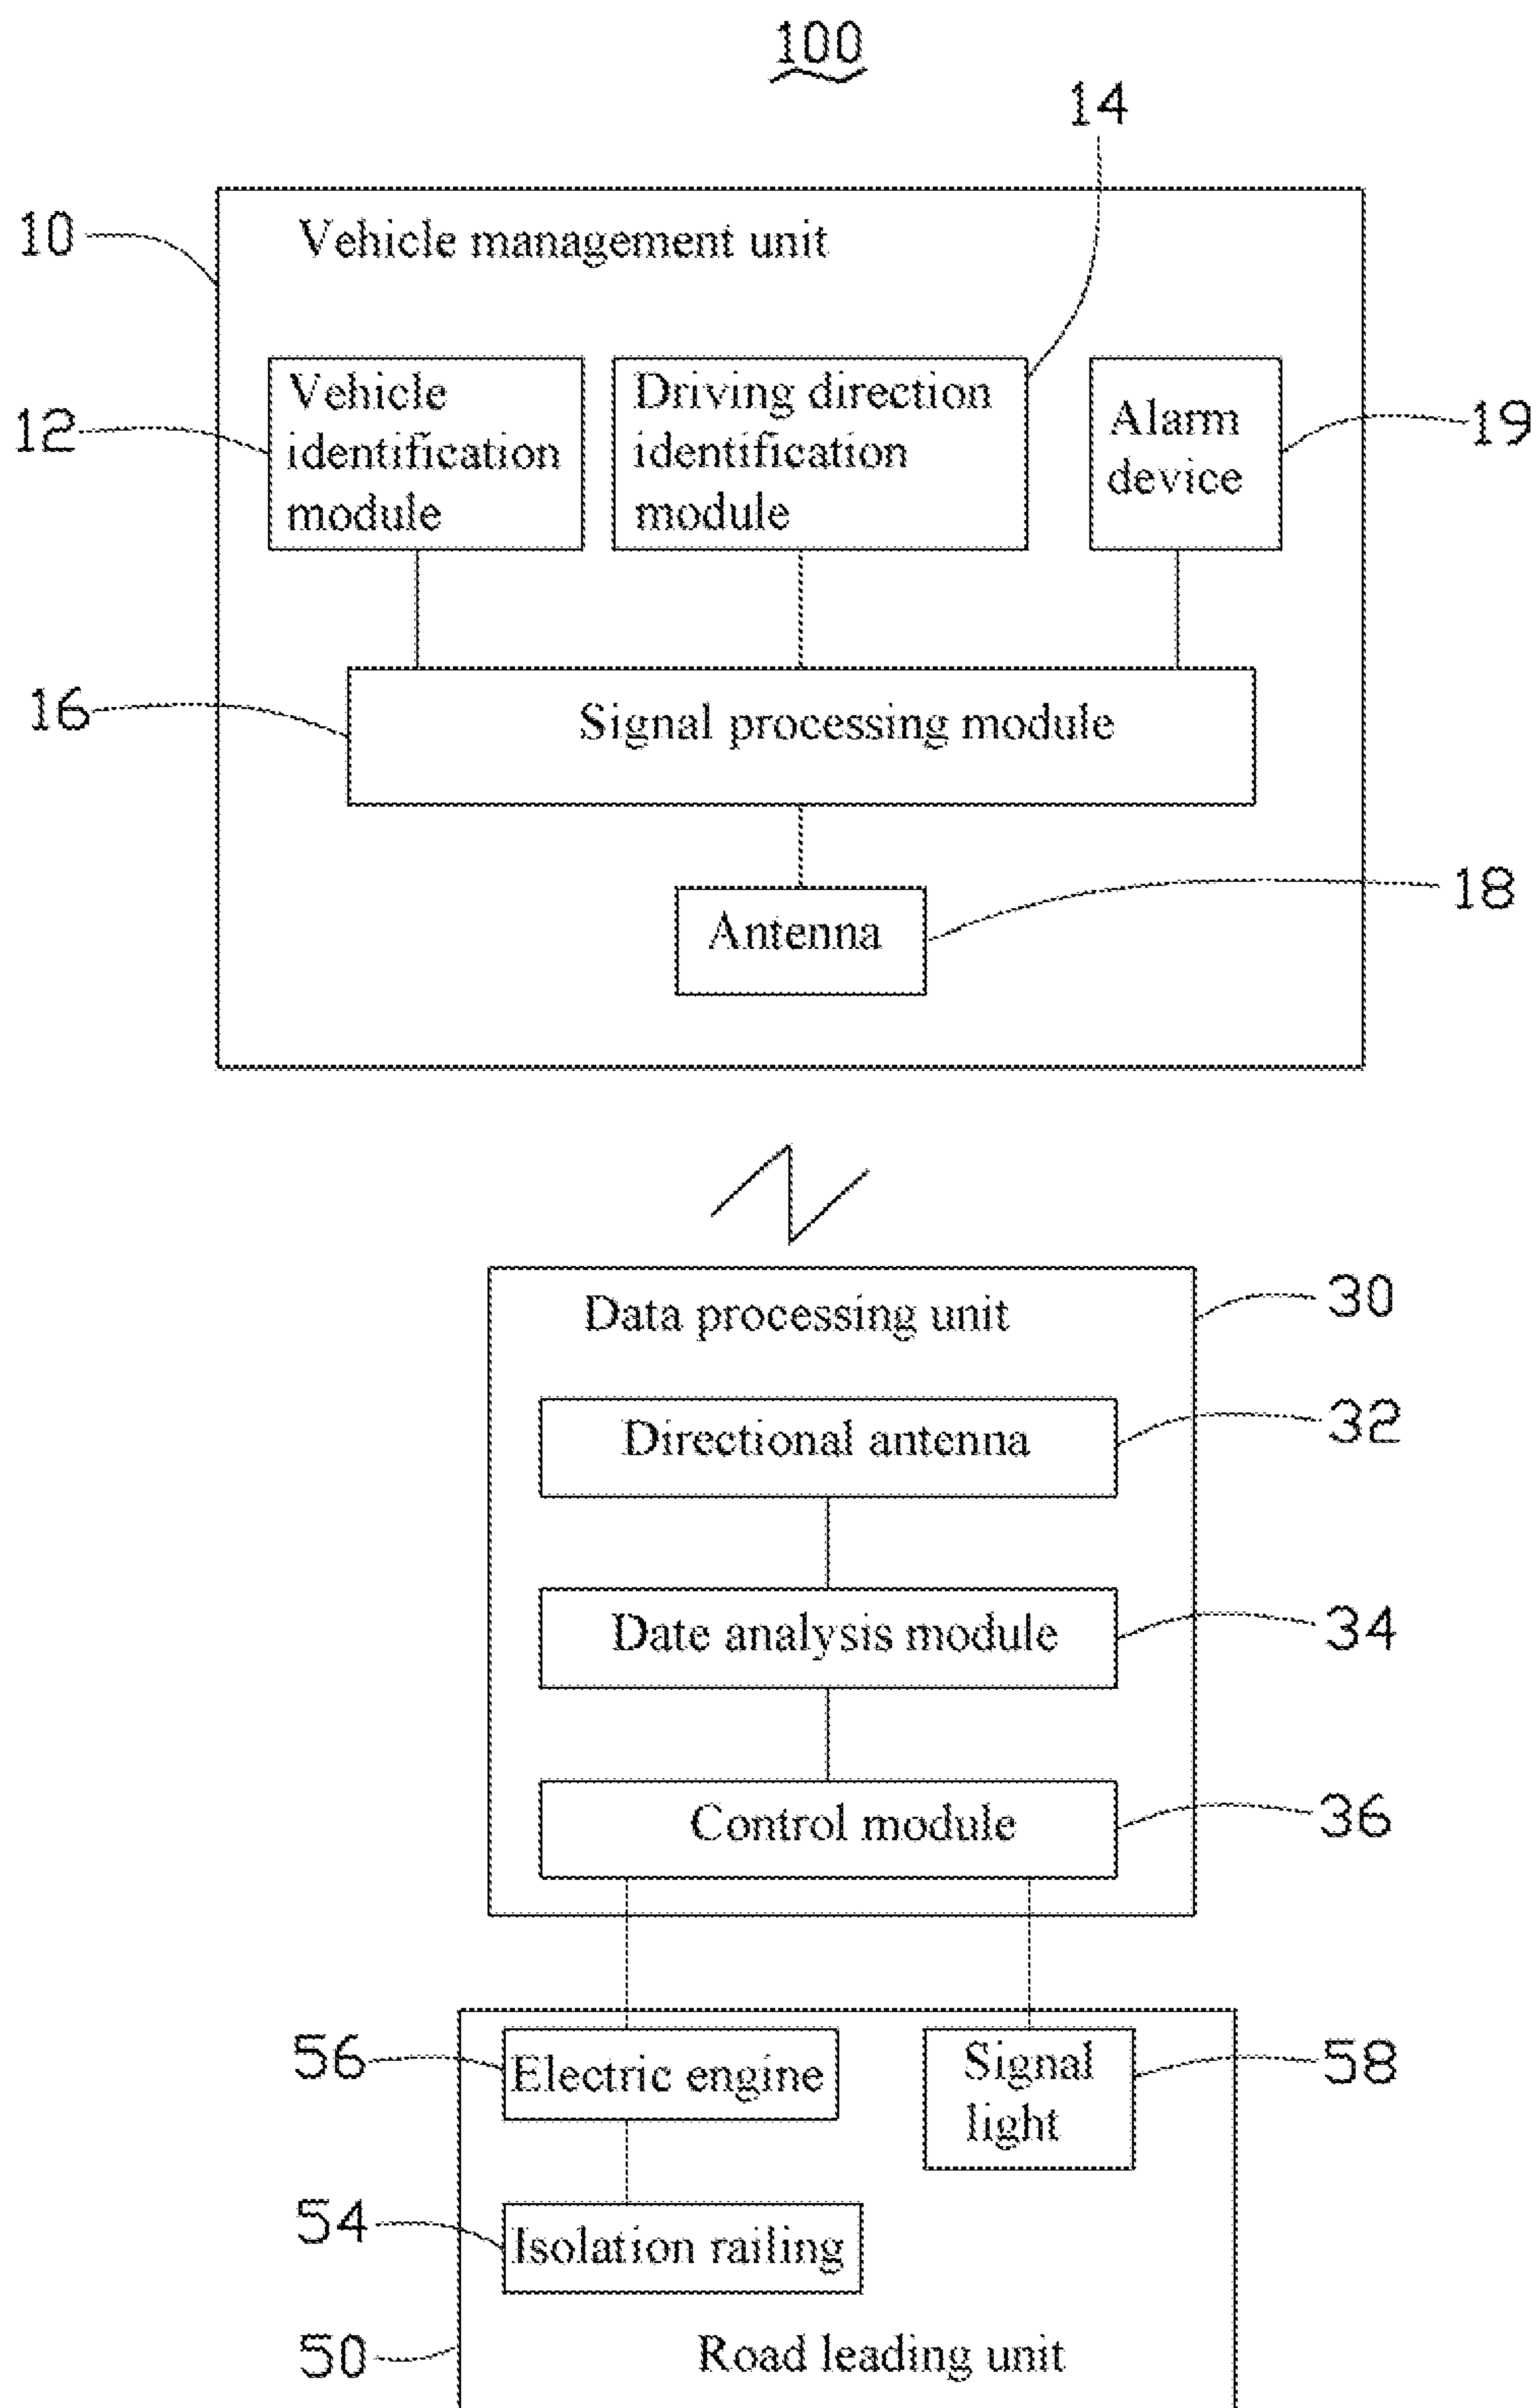 100
14
10
Vehicle management unit
12
Vehicle
identification
module
Driving direction
identification
module
Alarm
device
19
16
Signal processing module
Antenna
18
Data processing unit
30
Directional antenna
32
Date analysis module
34
Control module
36
56
Electric engine
Signal
light
58
54
Isolation railing
50
Road leading unit